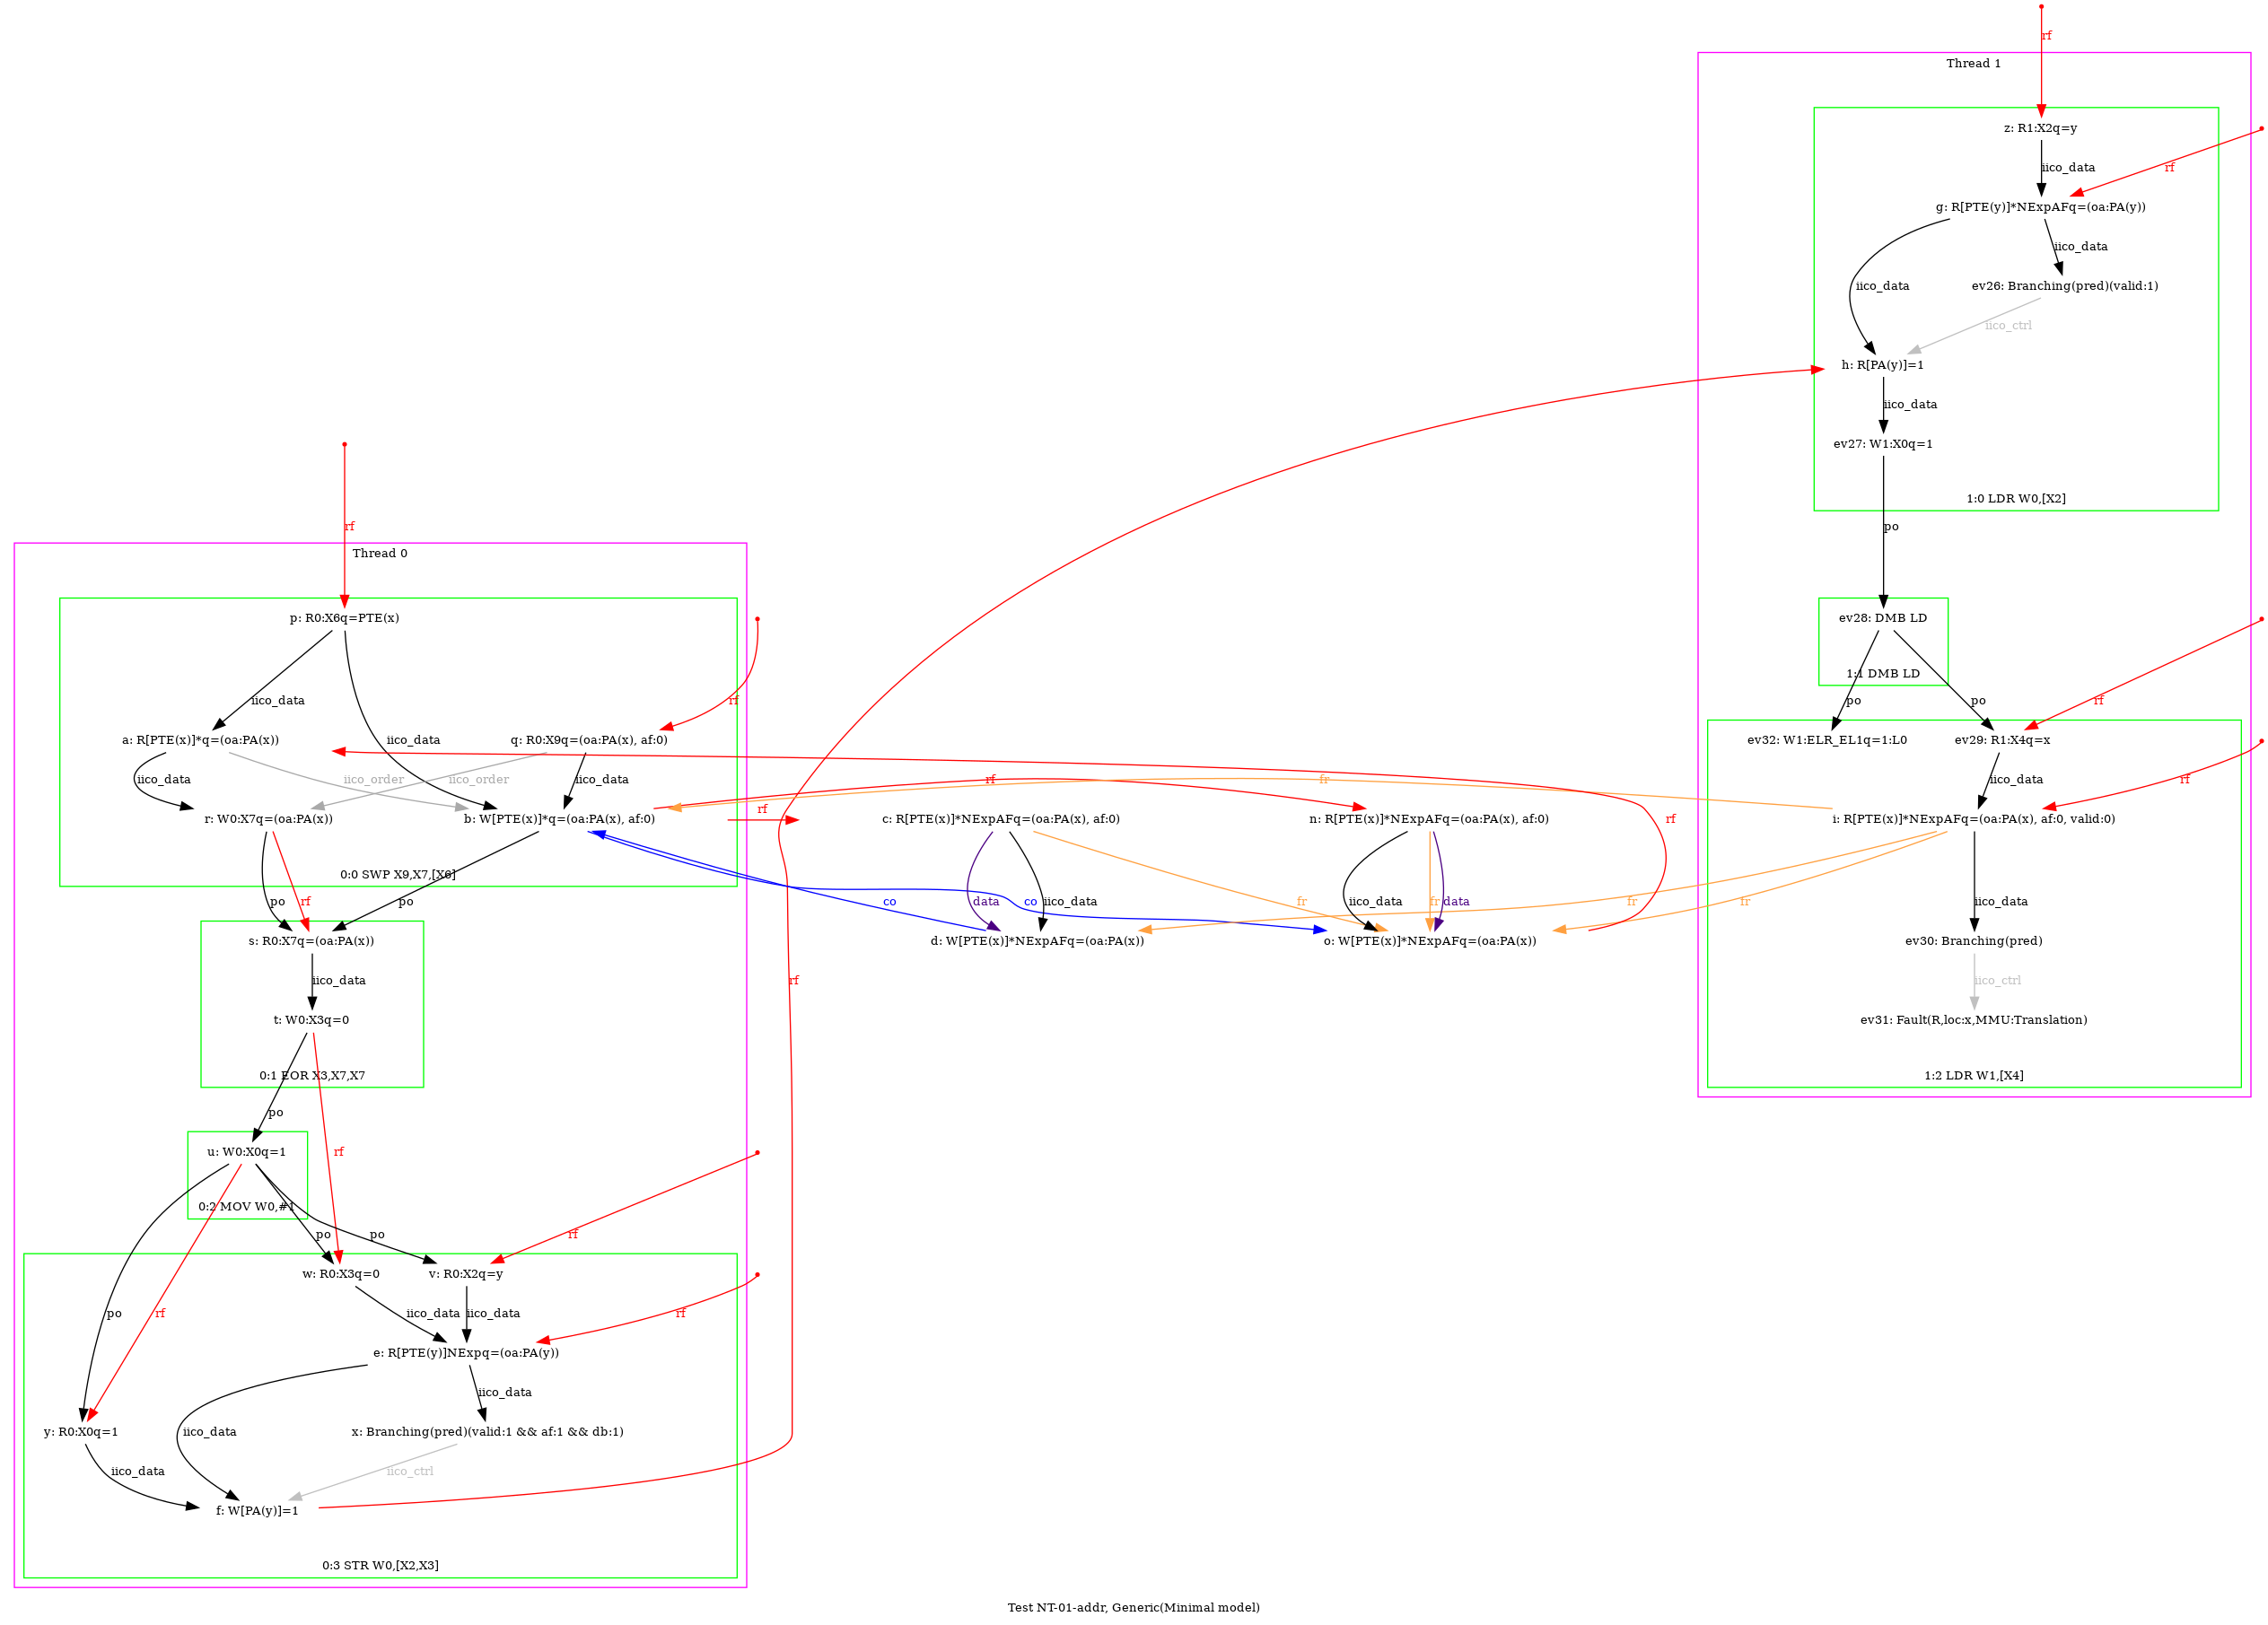 rf
Thread 1
z: R1:X2q=y
iico_data
rf
g: R[PTE(y)]*NExpAFq=(oa:PA(y))
iico_data
iico_data
ev26: Branching(pred)(valid:1)
iico_ctrl
h: R[PA(y)]=1
iico_data
ev27: W1:X0q=1
1:0 LDR W0,[X2]
po
rf
Thread 0
p: R0:X6q=PTE(x)
ev28: DMB LD
1:1 DMB LD
iico_data
rf
po
po
rf
a: R[PTE(x)]*q=(oa:PA(x))
iico_data
q: R0:X9q=(oa:PA(x), af:0)
ev32: W1:ELR_EL1q=1:L0
ev29: R1:X4q=x
iico_data
iico_order
iico_order
iico_data
rf
fr
iico_data
rf
r: W0:X7q=(oa:PA(x))
b: W[PTE(x)]*q=(oa:PA(x), af:0)
rf
c: R[PTE(x)]*NExpAFq=(oa:PA(x), af:0)
n: R[PTE(x)]*NExpAFq=(oa:PA(x), af:0)
rf
i: R[PTE(x)]*NExpAFq=(oa:PA(x), af:0, valid:0)
0:0 SWP X9,X7,[X6]
po
rf
po
co
data
co
iico_data
fr
iico_data
fr
data
fr
fr
iico_data
s: R0:X7q=(oa:PA(x))
d: W[PTE(x)]*NExpAFq=(oa:PA(x))
o: W[PTE(x)]*NExpAFq=(oa:PA(x))
ev30: Branching(pred)
iico_data
rf
iico_ctrl
t: W0:X3q=0
ev31: Fault(R,loc:x,MMU:Translation)
0:1 EOR X3,X7,X7
1:2 LDR W1,[X4]
po
u: W0:X0q=1
rf
0:2 MOV W0,#1
po
po
rf
w: R0:X3q=0
v: R0:X2q=y
po
rf
iico_data
iico_data
rf
e: R[PTE(y)]NExpq=(oa:PA(y))
iico_data
y: R0:X0q=1
iico_data
x: Branching(pred)(valid:1 && af:1 && db:1)
iico_data
iico_ctrl
f: W[PA(y)]=1
0:3 STR W0,[X2,X3]
Test NT-01-addr, Generic(Minimal model)